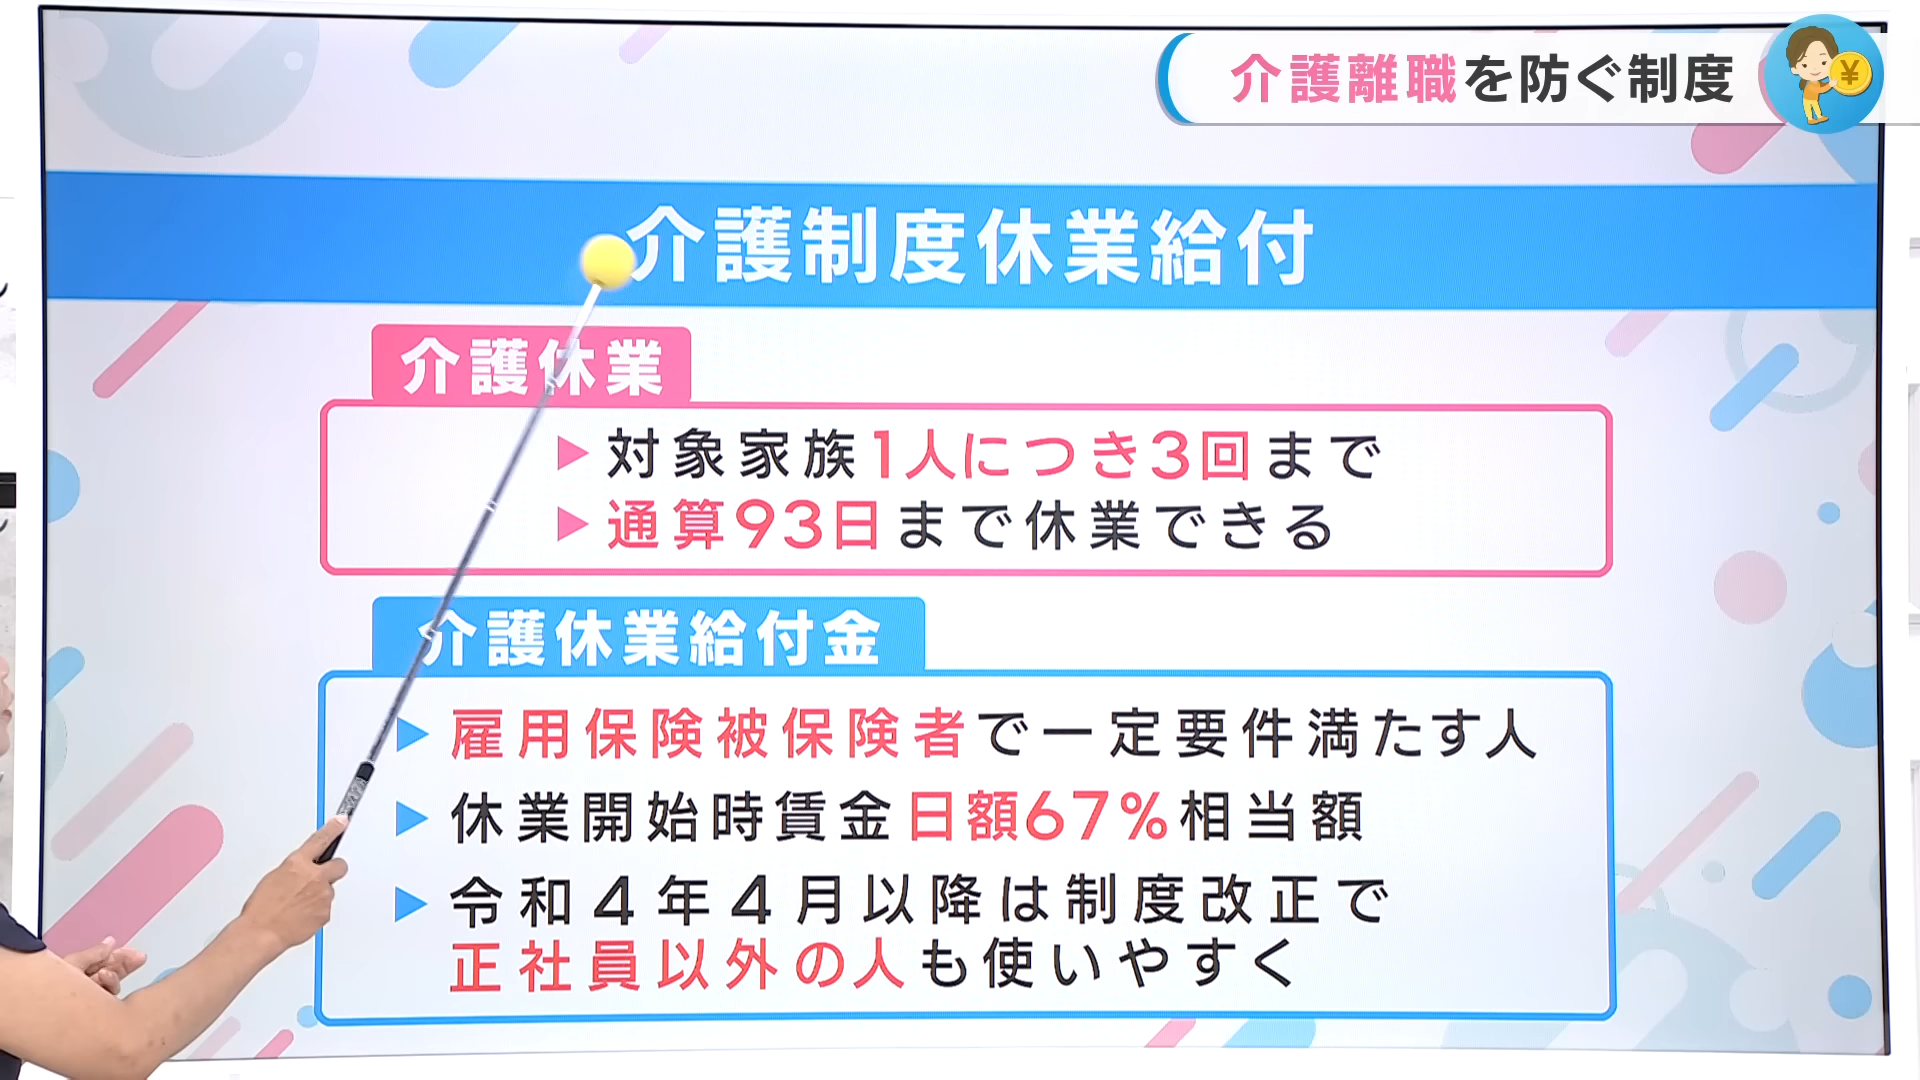 介護離職を防ぐ制度
¥
介護制度休業給付
介護休業
▶対象家族1人につき3回まで
▶通算93日まで休業できる
介護休業給付金
▶雇用保険被保険者で一定要件満たす人
▶休業開始時賃金日額67%相当額
▶令和4年4月以降は制度改正で
正社員以外の人も使いやすく